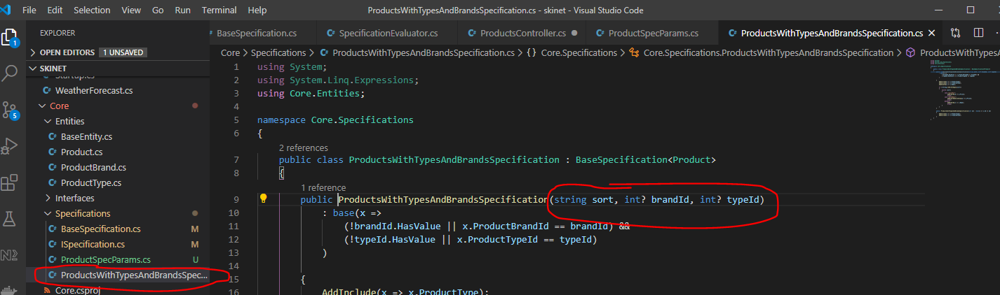 File Edit Selection View Go Run Terminal Help ProductsWithTypesAndBrandsSpecification.cs - skinet - Visual Studio Code
EXPLORER
BaseSpecification.cs SpecificationEvaluator.cs ProductsController.cs ProductSpecParams.cs ProductsWithTypesAndBrandsSpecification.cs
1
OPEN EDITORS 1 UNSAVED
Core > Specifications > ProductsWithTypesAndBrandsSpecification.cs > {} Core.Specifications > Core.Specifications.ProductsWithTypesAndBrandsSpecification > ProductsWithTypesAn
SKINET
Startup.cs
WeatherForecast.cs
Core
Entities
BaseEntity.cs
Product.cs
ProductBrand.cs
ProductType.cs
Interfaces
Specifications
BaseSpecification.cs M
ISpecification.cs M
ProductSpecParams.cs U
ProductsWithTypesAndBrandsSpec...
Core.csproj
5
N2
1 using System;
2 using System.Linq.Expressions;
3 using Core.Entities;
4
5 namespace Core.Specifications
6 {
2 references
7 public class ProductsWithTypesAndBrandsSpecification : BaseSpecification<Product>
8 {
1 reference
9 public ProductsWithTypesAndBrandsSpecification(string sort, int? brandId, int? typeId)
10 : base(x =>
11 (!brandId.HasValue || x.ProductBrandId == brandId) &&
12 (!typeId.HasValue || x.ProductTypeId == typeId)
13 )
14
15 {
16 AddInclude(x => x.ProductType);